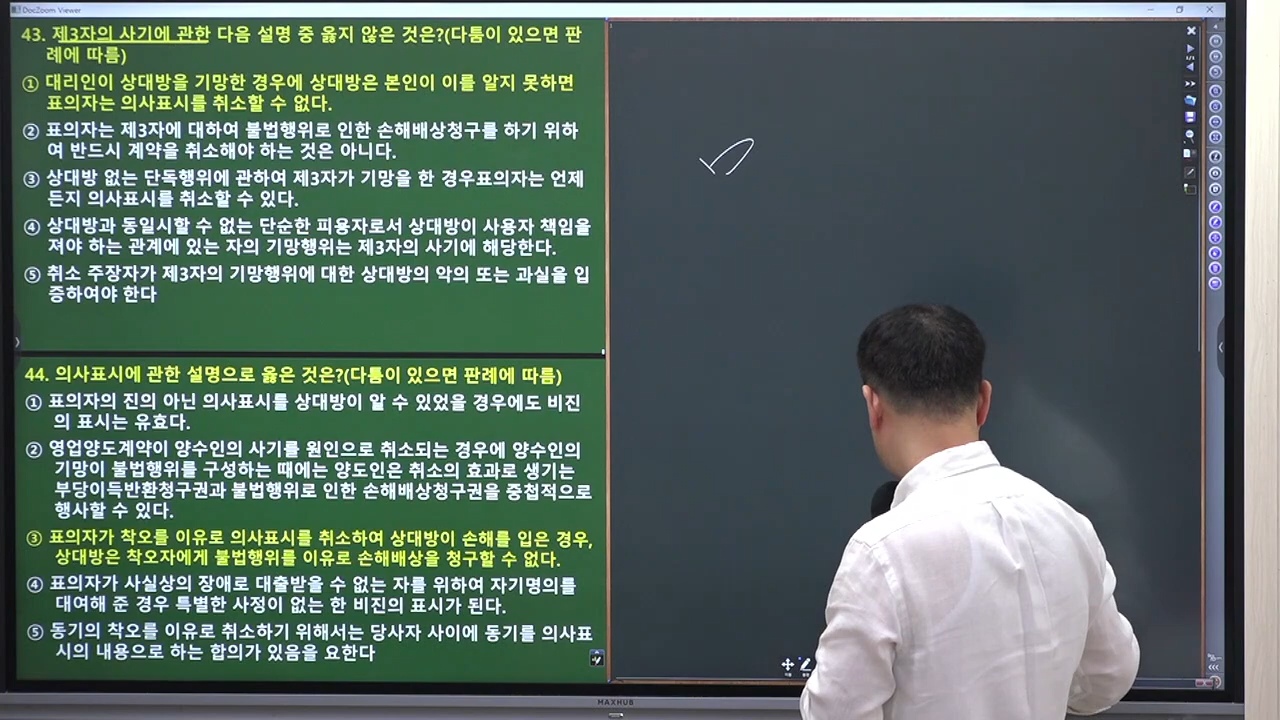 DocZoom Viewer
43. 제3자의 사기에 관한 다음 설명 중 옳지 않은 것은?(다툼이 있으면 판
례에 따름)
① 대리인이 상대방을 기망한 경우에 상대방은 본인이 이를 알지 못하면
표의자는 의사표시를 취소할 수 없다.
② 표의자는 제3자에 대하여 불법행위로 인한 손해배상청구를 하기 위하
여 반드시 계약을 취소해야 하는 것은 아니다.
③ 상대방 없는 단독행위에 관하여 제3자가 기망을 한 경우표의자는 언제
든지 의사표시를 취소할 수 있다.
④ 상대방과 동일시할 수 없는 단순한 피용자로서 상대방이 사용자 책임을
져야 하는 관계에 있는 자의 기망행위는 제3자의 사기에 해당한다.
⑤ 취소 주장자가 제3자의 기망행위에 대한 상대방의 악의 또는 과실을 입
증하여야 한다
44. 의사표시에 관한 설명으로 옳은 것은?(다툼이 있으면 판례에 따름)
① 표의자의 진의 아닌 의사표시를 상대방이 알 수 있었을 경우에도 비진
의 표시는 유효다.
② 영업양도계약이 양수인의 사기를 원인으로 취소되는 경우에 양수인의
기망이 불법행위를 구성하는 때에는 양도인은 취소의 효과로 생기는
부당이득반환청구권과 불법행위로 인한 손해배상청구권을 중첩적으로
행사할 수 있다.
③ 표의자가 착오를 이유로 의사표시를 취소하여 상대방이 손해를 입은 경우,
상대방은 착오자에게 불법행위를 이유로 손해배상을 청구할 수 없다.
④ 표의자가 사실상의 장애로 대출받을 수 없는 자를 위하여 자기명의를
대여해 준 경우 특별한 사정이 없는 한 비진의 표시가 된다.
⑤ 동기의 착오를 이유로 취소하기 위해서는 당사자 사이에 동기를 의사표
시의 내용으로 하는 합의가 있음을 요한다
MAXHUB